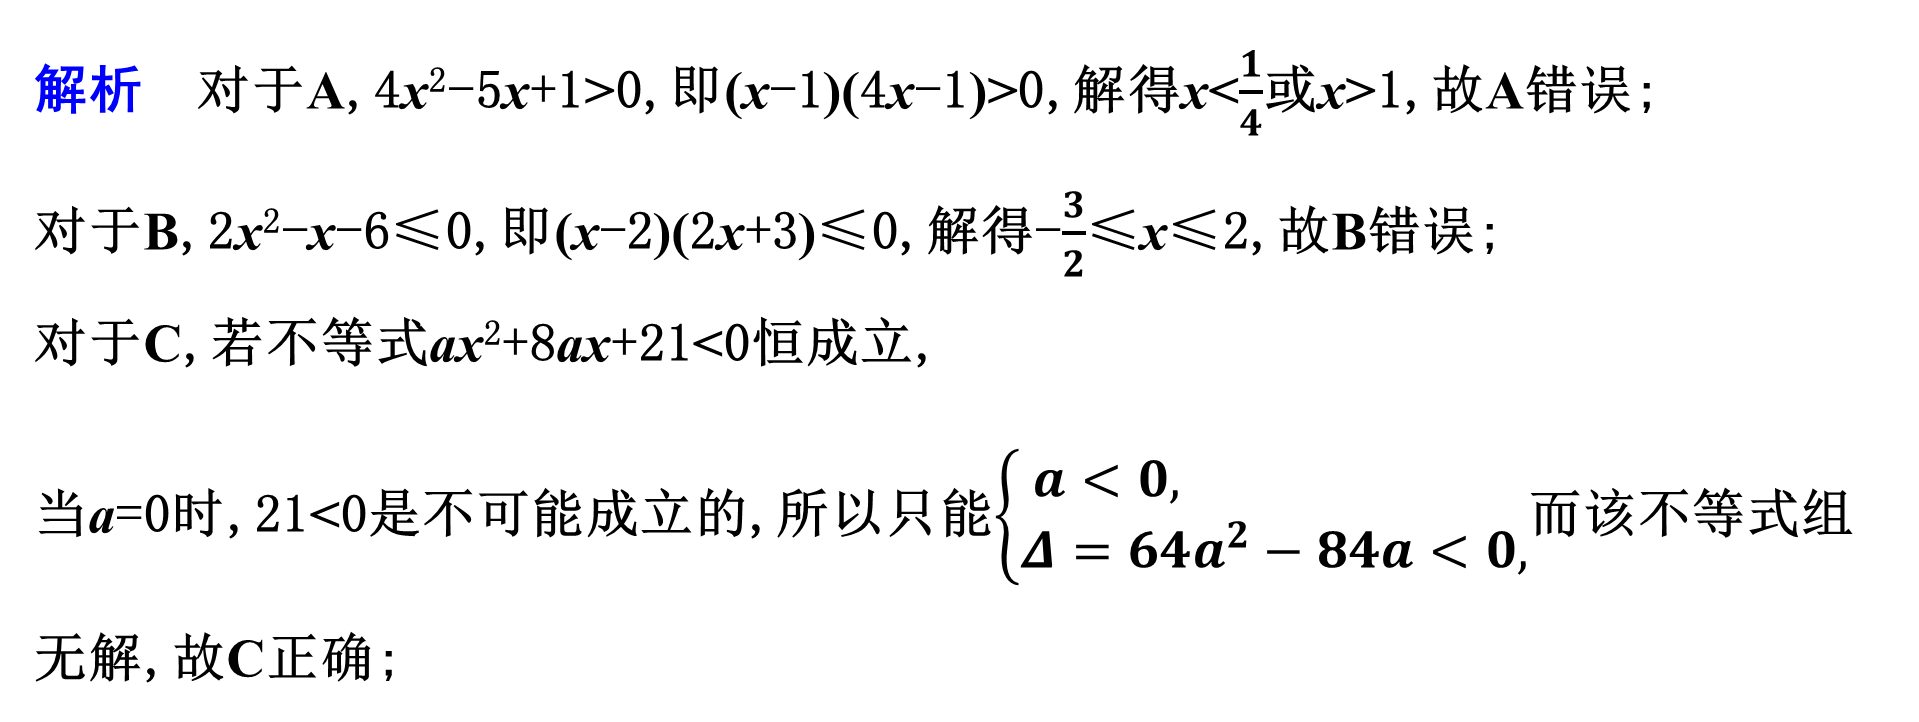 解析 对于A, 4x²-5x+1>0, 即(x-1)(4x-1)>0, 解得x<1/4或x>1, 故A错误;
对于B, 2x²-x-6≤0, 即(x-2)(2x+3)≤0, 解得-3/2≤x≤2, 故B错误;
对于C, 若不等式ax²+8ax+21<0恒成立,
当a=0时, 21<0是不可能成立的, 所以只能{a < 0, Δ = 64a² − 84a < 0, 而该不等式组
无解, 故C正确;